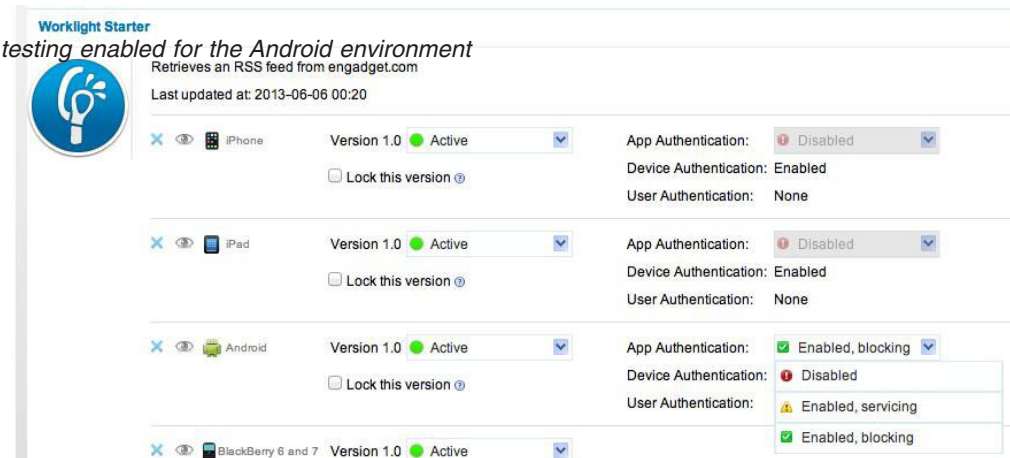 Worklight Starter
testing enabled for the Android environment
Retrieves an RSS feed from engadget.com
Last updated at: 2013-06-06 00:20
iPhone Version 1.0 Active App Authentication: Disabled
Lock this version Device Authentication: Enabled
User Authentication: None
iPad Version 1.0 Active App Authentication: Disabled
Lock this version Device Authentication: Enabled
User Authentication: None
Android Version 1.0 Active App Authentication: Enabled, blocking
Lock this version Device Authentication: Disabled
User Authentication: Enabled, servicing
Enabled, blocking
BlackBerry 6 and 7 Version 1.0 Active